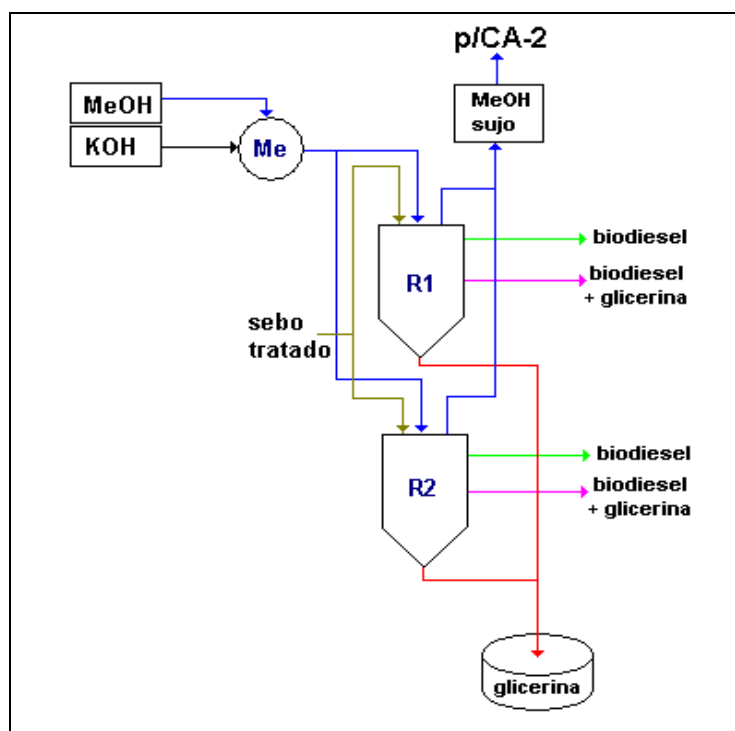 p/CA-2
MeOH
sujo
MeOH
KOH
Me
R1
biodiesel
biodiesel
+ glicerina
sebo
tratado
R2
biodiesel
biodiesel
+ glicerina
glicerina